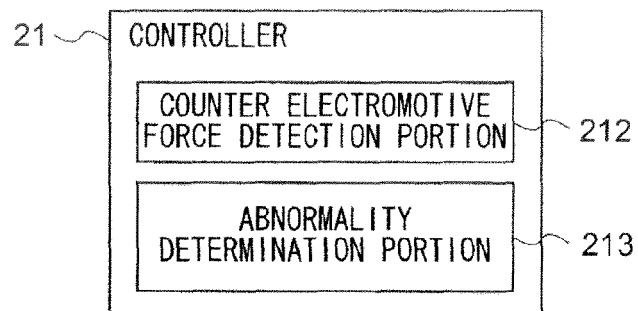 21
CONTROLLER
COUNTER ELECTROMOTIVE
FORCE DETECTION PORTION
212
ABNORMALITY
DETERMINATION PORTION
213